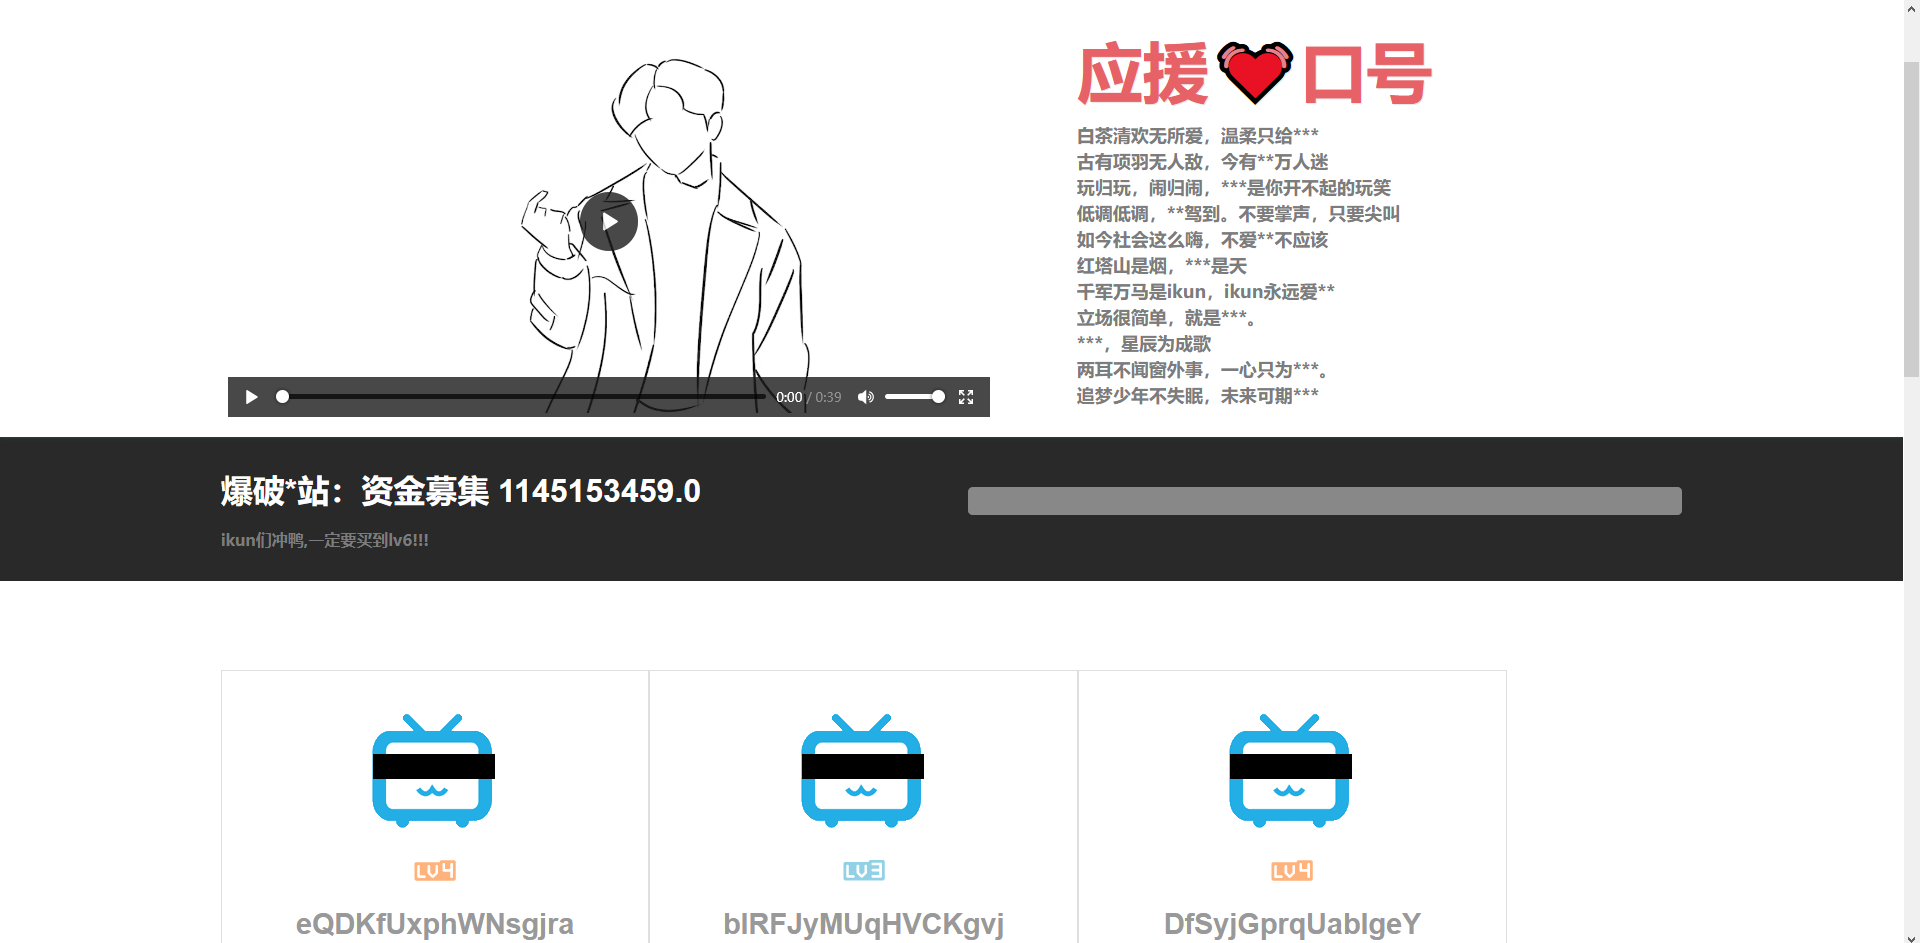 应援💓口号
白茶清欢无所爱，温柔只给***
古有项羽无人敌，今有**万人迷
玩归玩，闹归闹，***是你开不起的玩笑
低调低调，**驾到。不要掌声，只要尖叫
如今社会这么嗨，不爱**不应该
红塔山是烟，***是天
千军万马是ikun，ikun永远爱**
立场很简单，就是***。
***，星辰为成歌
两耳不闻窗外事，一心只为***。
追梦少年不失眠，未来可期***
0:00 / 0:39
爆破*站：资金募集 1145153459.0
ikun们冲鸭,一定要买到lv6!!!
LV4
LV3
LV4
eQDKfUxphWNsgjra
bIRFJyMUqHVCKgvj
DfSyjGprqUablgeY